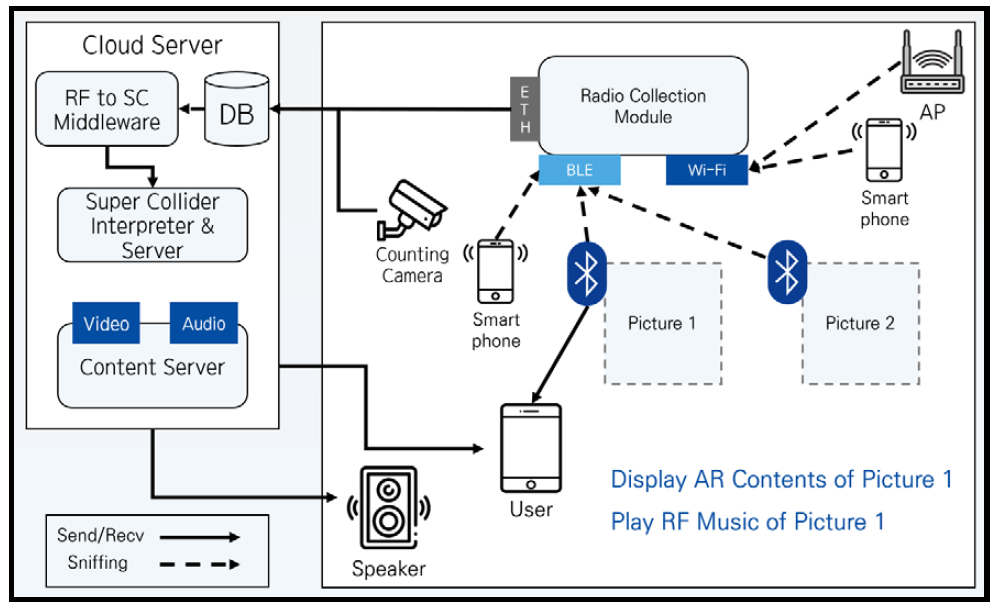 Cloud Server
RF to SC
Middleware
DB
Super Collider
Interpreter &
Server
Video
Audio
Content Server
ETH
Radio Collection
Module
BLE
Wi-Fi
AP
Smart
phone
Counting
Camera
Smart
phone
Picture 1
Picture 2
User
Speaker
Display AR Contents of Picture 1
Play RF Music of Picture 1
Send/Recv
Sniffing